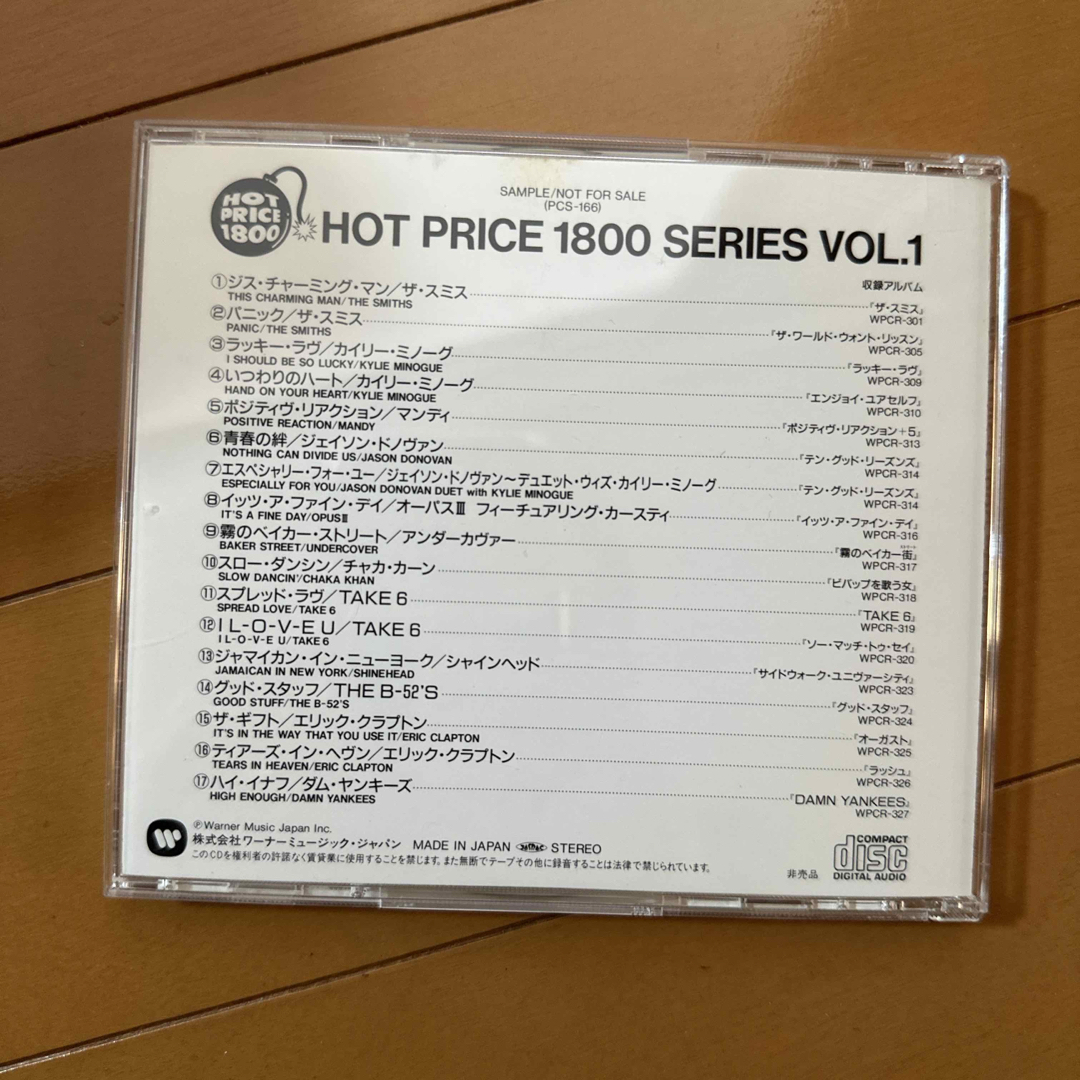 HOT
PRICE
1800
SAMPLE/NOT FOR SALE
(PCS-166)
HOT PRICE 1800 SERIES VOL.1
収録アルバム
①ジス・チャーミング・マン/ザ・スミス
THIS CHARMING MAN/THE SMITHS
『ザ・スミス』
WPCR-301
②パニック/ザ・スミス
PANIC/THE SMITHS
『ザ・ワールド・ウォント・リッスン』
WPCR-305
③ラッキー・ラヴ/カイリー・ミノーグ
I SHOULD BE SO LUCKY/KYLIE MINOGUE
『ラッキー・ラヴ』
WPCR-309
④いつわりのハート/カイリー・ミノーグ
HAND ON YOUR HEART/KYLIE MINOGUE
『エンジョイ・ユアセルフ』
WPCR-310
⑤ポジティヴ・リアクション/マンディ
POSITIVE REACTION/MANDY
『ポジティヴ・リアクション+5』
WPCR-313
⑥青春の絆/ジェイソン・ドノヴァン
NOTHING CAN DIVIDE US/JASON DONOVAN
『テン・グッド・リーズンズ』
WPCR-314
⑦エスペシャリー・フォー・ユー/ジェイソン・ドノヴァン〜デュエット・ウィズ・カイリー・ミノーグ
ESPECIALLY FOR YOU/JASON DONOVAN DUET with KYLIE MINOGUE
『テン・グッド・リーズンズ』
WPCR-314
⑧イッツ・ア・ファイン・デイ/オーパスIII フィーチュアリング・カースティ
IT'S A FINE DAY/OPUSIII
『イッツ・ア・ファイン・デイ』
WPCR-316
⑨霧のベイカー・ストリート/アンダーカヴァー
BAKER STREET/UNDERCOVER
『霧のベイカー街』
WPCR-317
⑩スロー・ダンシン/チャカ・カーン
SLOW DANCIN'/CHAKA KHAN
『ビバップを歌う女』
WPCR-318
⑪スプレッド・ラヴ/TAKE 6
SPREAD LOVE/TAKE 6
『TAKE 6』
WPCR-319
⑫I L-O-V-E U/TAKE 6
I L-O-V-E U/TAKE 6
『ソー・マッチ・トゥ・セイ』
WPCR-320
⑬ジャマイカン・イン・ニューヨーク/シャインヘッド
JAMAICAN IN NEW YORK/SHINEHEAD
『サイドウォーク・ユニヴァーシティ』
WPCR-323
⑭グッド・スタッフ/THE B-52'S
GOOD STUFF/THE B-52'S
『グッド・スタッフ』
WPCR-324
⑮ザ・ギフト/エリック・クラプトン
IT'S IN THE WAY THAT YOU USE IT/ERIC CLAPTON
『オーガスト』
WPCR-325
⑯ティアーズ・イン・ヘヴン/エリック・クラプトン
TEARS IN HEAVEN/ERIC CLAPTON
『ラッシュ』
WPCR-326
⑰ハイ・イナフ/ダム・ヤンキーズ
HIGH ENOUGH/DAMN YANKEES
『DAMN YANKEES』
WPCR-327
ⓅWarner Music Japan Inc.
株式会社ワーナーミュージック・ジャパン MADE IN JAPAN STEREO
このCDを権利者の許諾なく賃貸業に使用することを禁じます。また無断でテープその他に録音することは法律で禁じられています。
非売品
COMPACT
disc
DIGITAL AUDIO